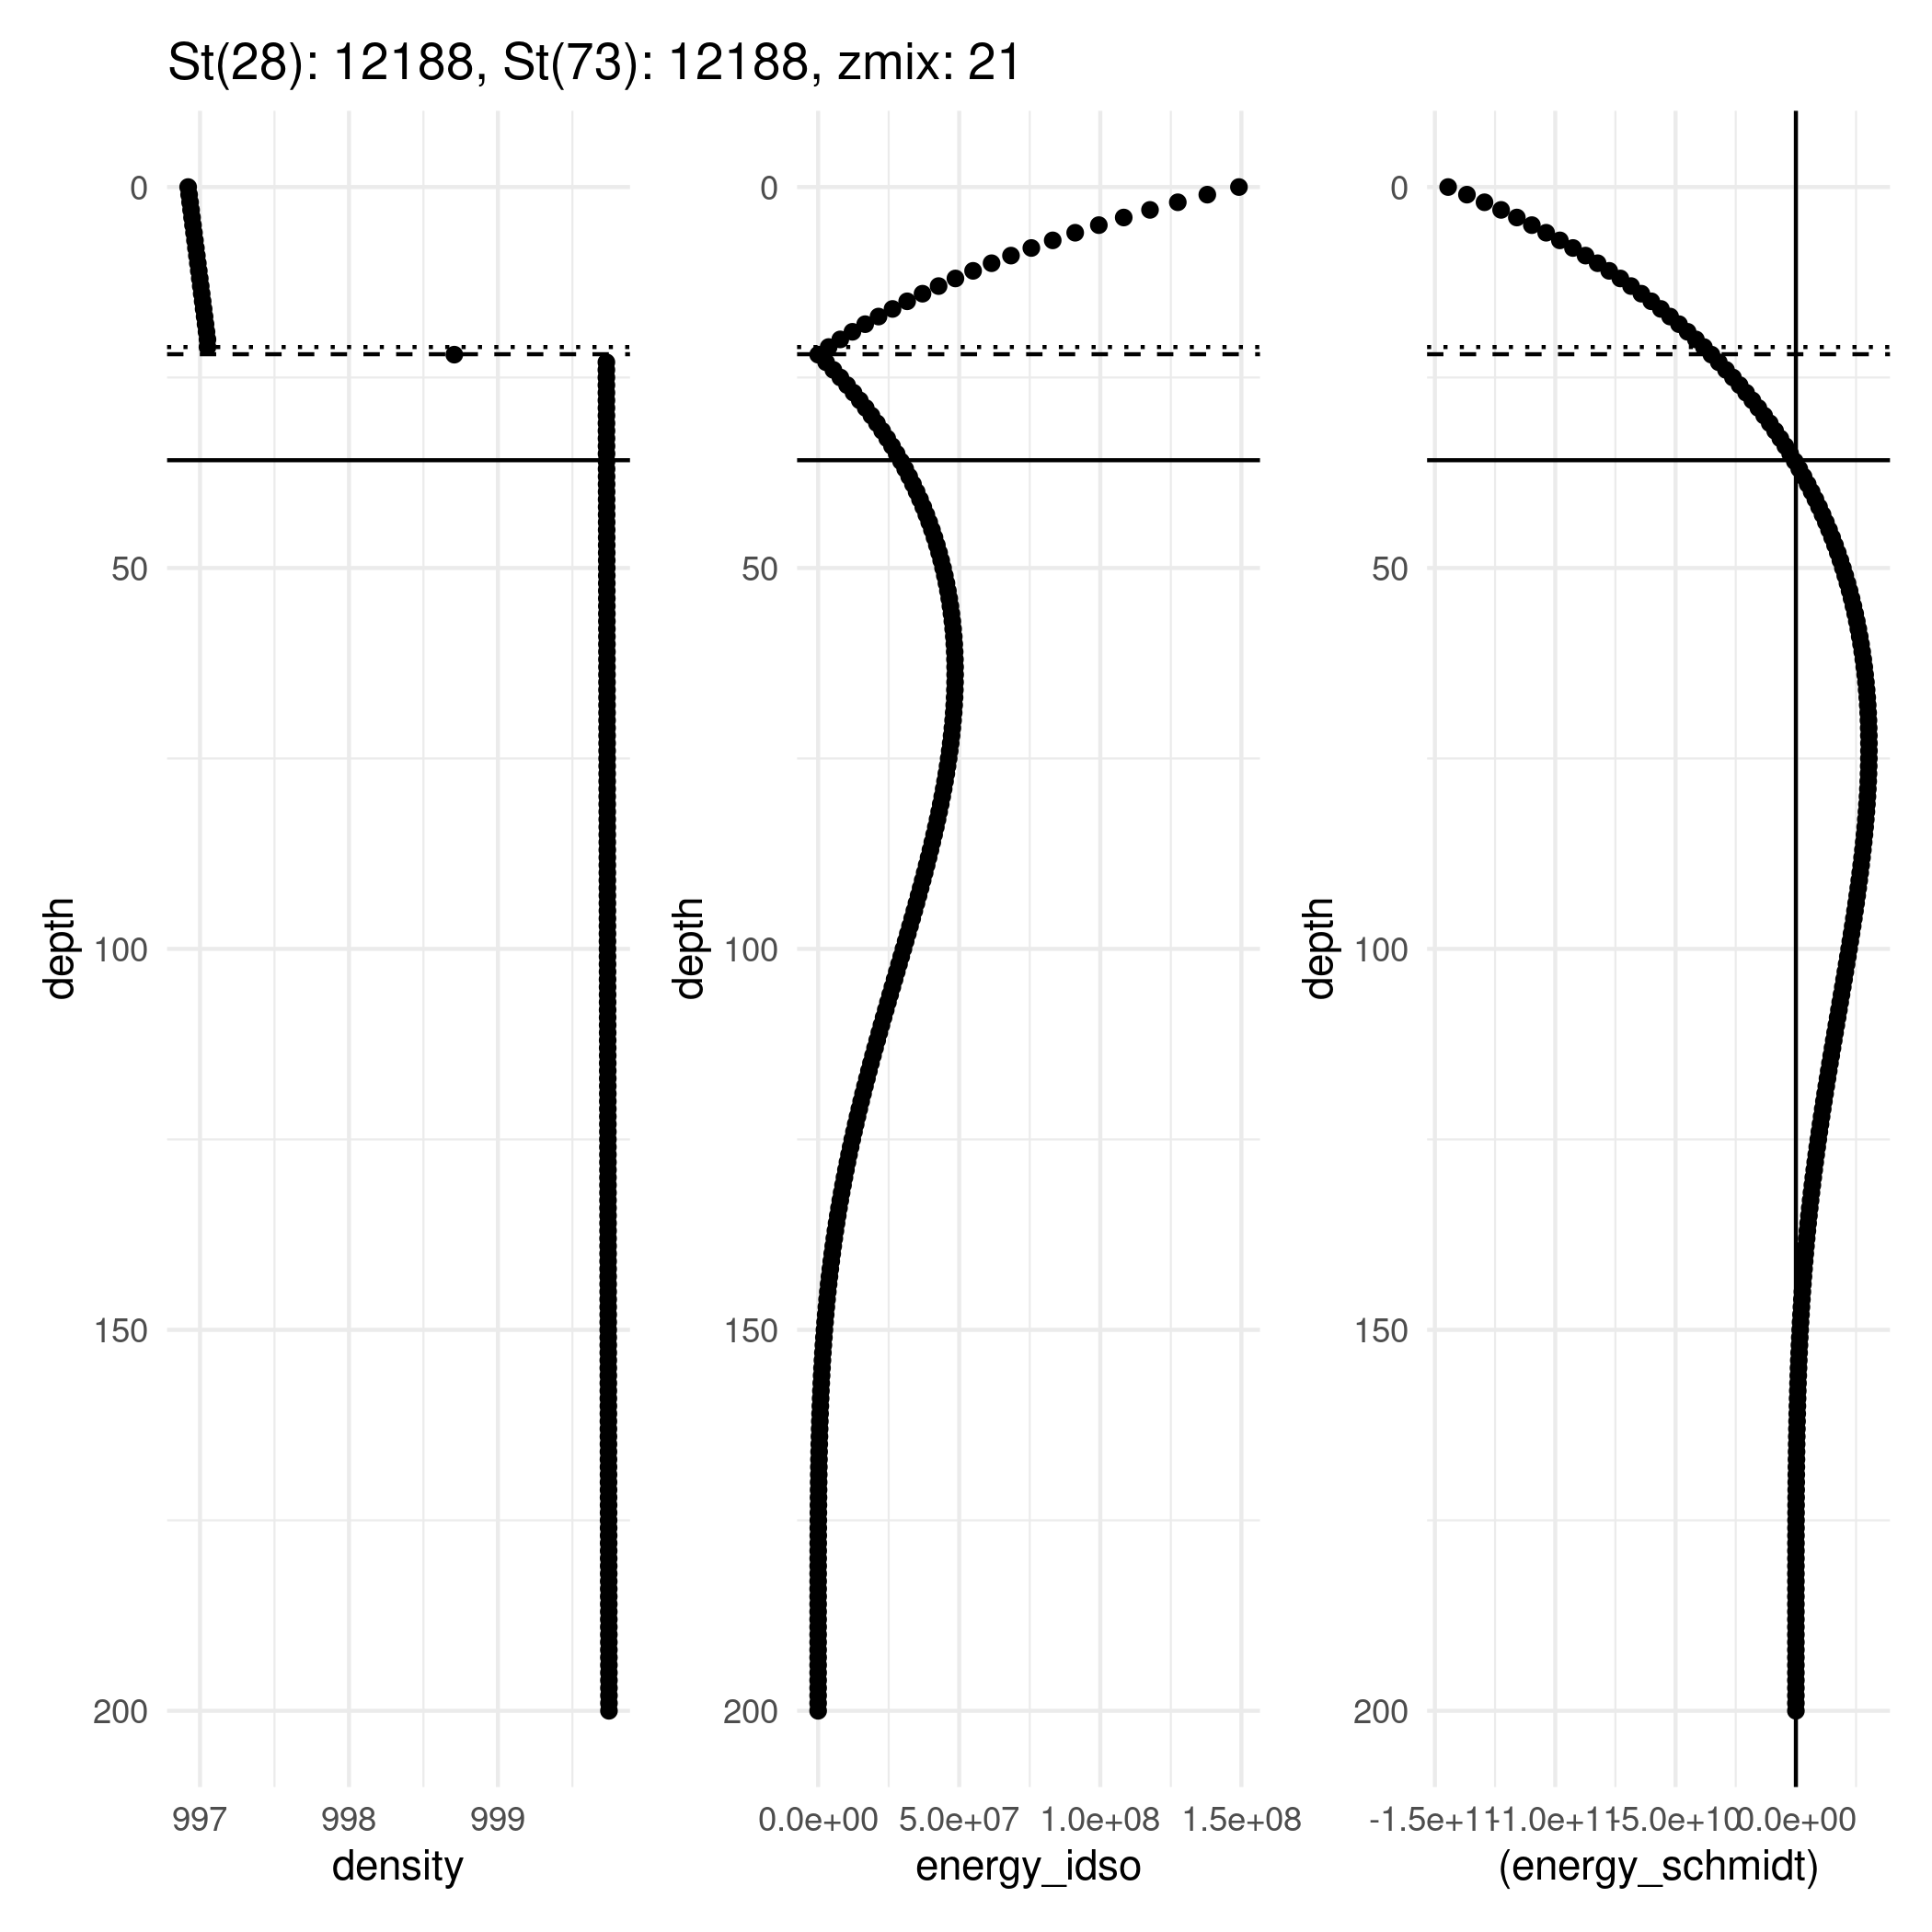 St(28): 12188, St(73): 12188, zmix: 21
depth
0
50
100
150
200
997
998
999
density
depth
0
50
100
150
200
0.0e+00
5.0e+07
1.0e+08
1.5e+08
energy_idso
depth
0
50
100
150
200
-1.5e+11
-1.0e+11
-5.0e+10
0.0e+00
(energy_schmidt)